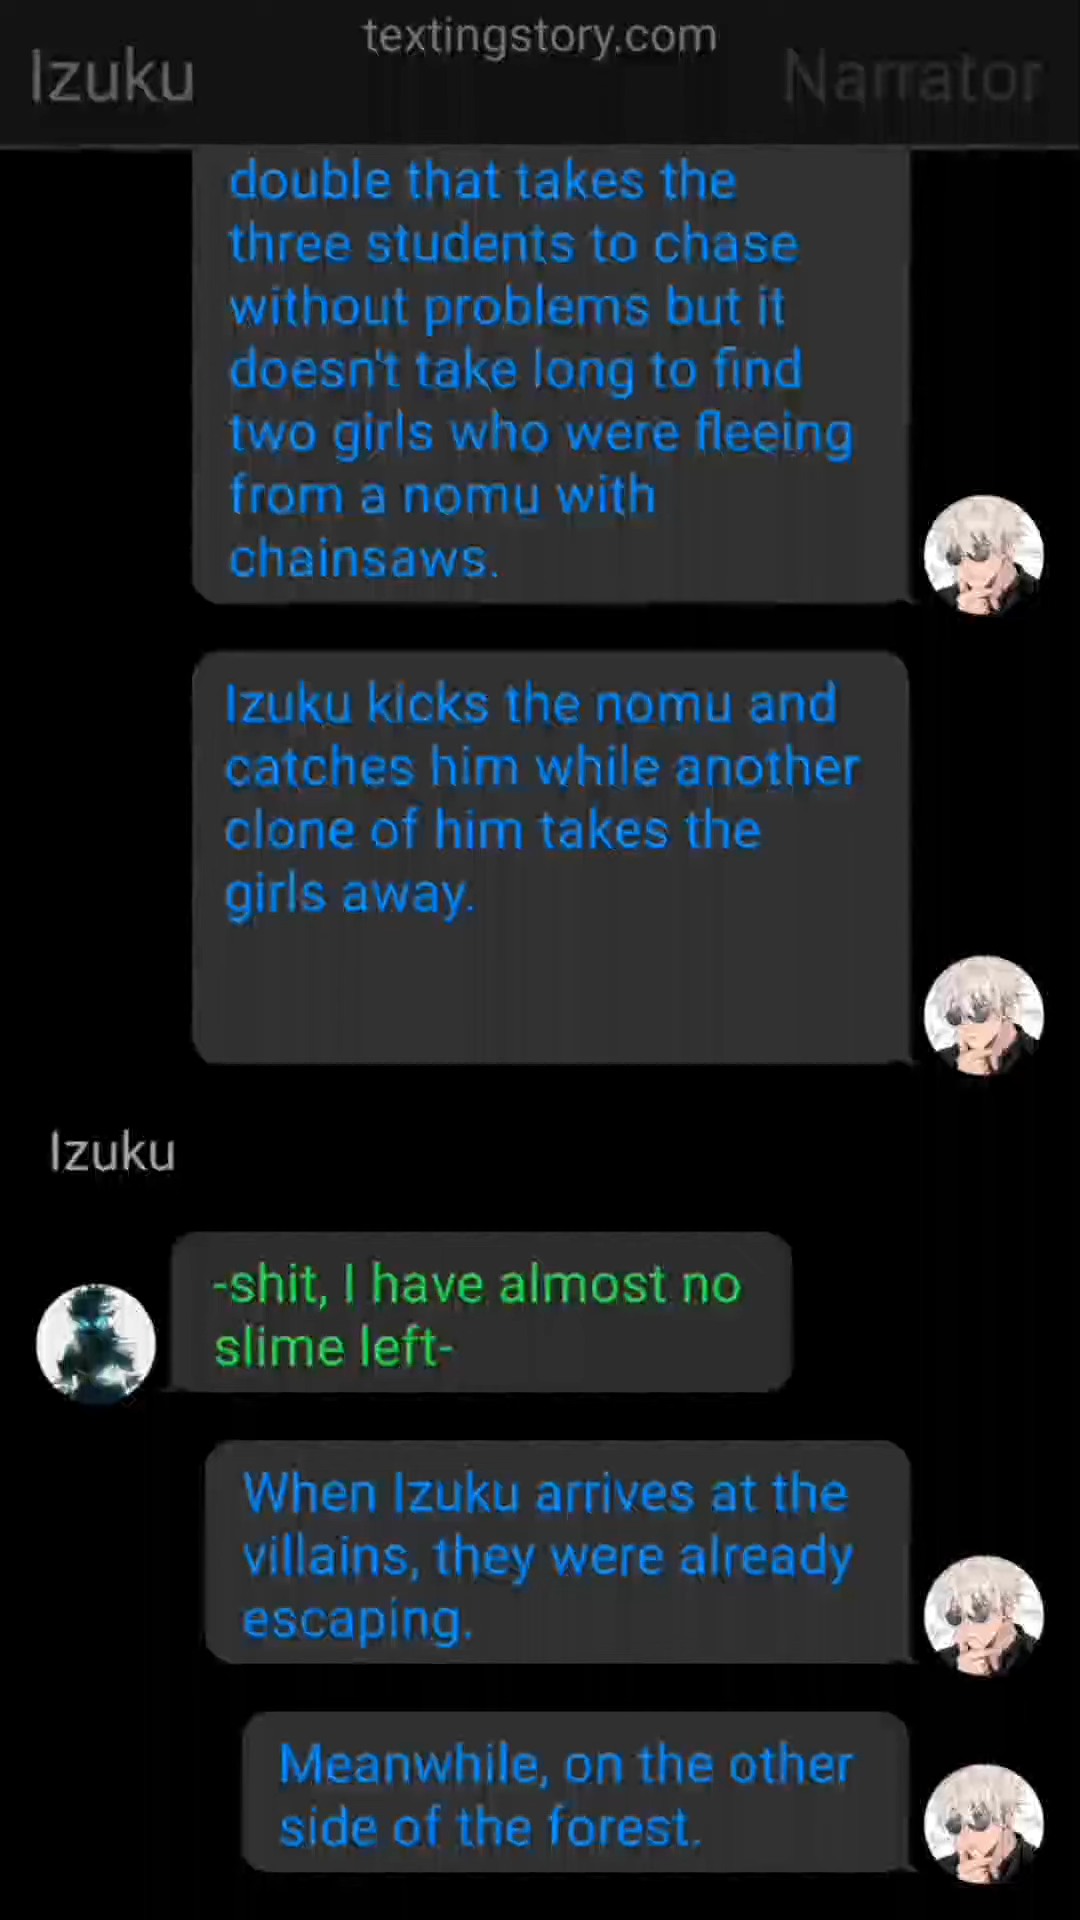 textingstory.com
Izuku
Narrator
double that takes the
three students to chase
without problems but it
doesn't take long to find
two girls who were fleeing
from a nomu with
chainsaws.
Izuku kicks the nomu and
catches him while another
clone of him takes the
girls away.
Izuku
-shit, I have almost no
slime left-
When Izuku arrives at the
villains, they were already
escaping.
Meanwhile, on the other
side of the forest.